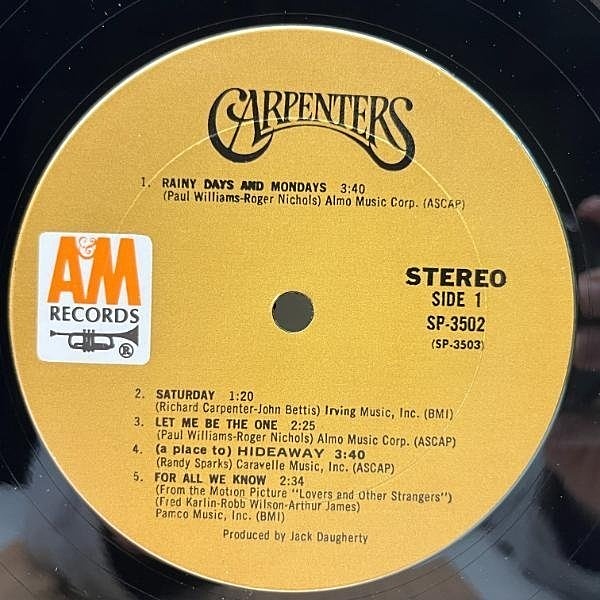 CARPENTERS
1. RAINY DAYS AND MONDAYS 3:40
(Paul Williams-Roger Nichols) Almo Music Corp. (ASCAP)
A&M
RECORDS
®
STEREO
SIDE 1
SP-3502
(SP-3503)
2. SATURDAY 1:20
(Richard Carpenter-John Bettis) Irving Music, Inc. (BMI)
3. LET ME BE THE ONE 2:25
(Paul Williams-Roger Nichols) Almo Music Corp. (ASCAP)
4. (a place to) HIDEAWAY 3:40
(Randy Sparks) Caravelle Music, Inc. (ASCAP)
5. FOR ALL WE KNOW 2:34
(From the Motion Picture "Lovers and Other Strangers")
(Fred Karlin-Robb Wilson-Arthur James)
Pamco Music, Inc. (BMI)
Produced by Jack Daugherty